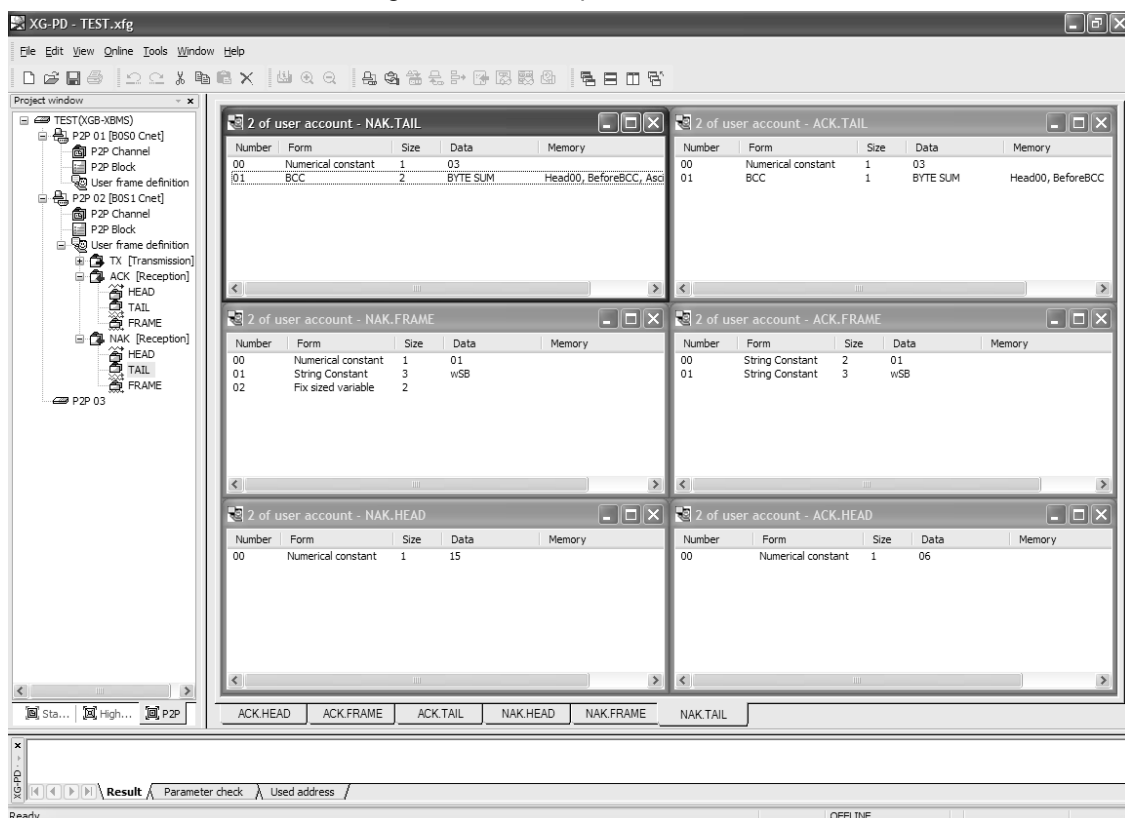 XG-PD - TEST.xfg
File Edit View Online Tools Window Help
Project window
TEST(XGB-XBMS)
P2P 01 [B0S0 Cnet]
P2P Channel
P2P Block
User frame definition
P2P 02 [B0S1 Cnet]
P2P Channel
P2P Block
User frame definition
TX [Transmission]
ACK [Reception]
HEAD
TAIL
FRAME
NAK [Reception]
HEAD
TAIL
FRAME
P2P 03
Sta... High... P2P
2 of user account - NAK.TAIL
Number Form Size Data Memory
00 Numerical constant 1 03
01 BCC 2 BYTE SUM Head00, BeforeBCC, Asci
2 of user account - ACK.TAIL
Number Form Size Data Memory
00 Numerical constant 1 03
01 BCC 1 BYTE SUM Head00, BeforeBCC
2 of user account - NAK.FRAME
Number Form Size Data Memory
00 Numerical constant 1 01
01 String Constant 3 wSB
02 Fix sized variable 2
2 of user account - ACK.FRAME
Number Form Size Data Memory
00 String Constant 2 01
01 String Constant 3 wSB
2 of user account - NAK.HEAD
Number Form Size Data Memory
00 Numerical constant 1 15
2 of user account - ACK.HEAD
Number Form Size Data Memory
00 Numerical constant 1 06
ACK.HEAD ACK.FRAME ACK.TAIL NAK.HEAD NAK.FRAME NAK.TAIL
XG-PD -
Result Parameter check Used address
Ready OFFLINE